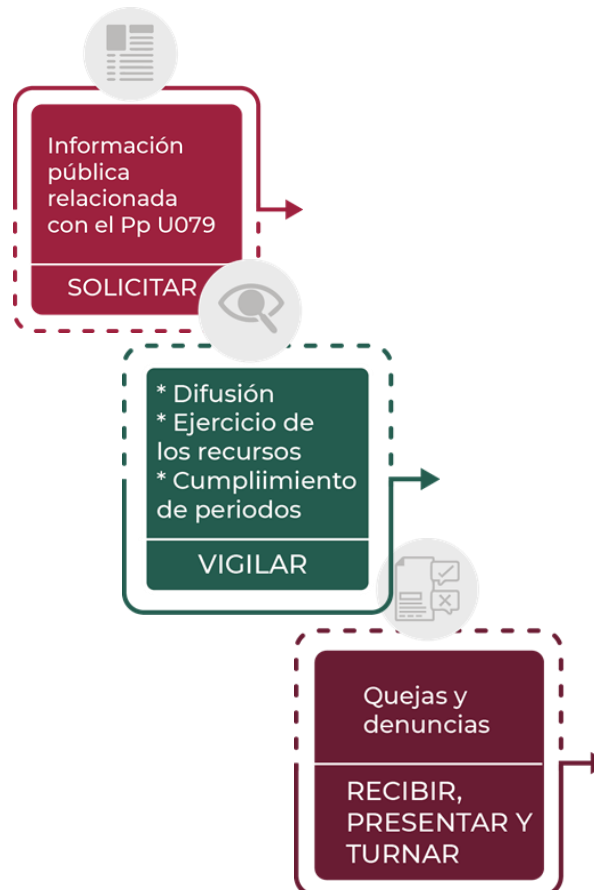 Información
pública
relacionada
con el Pp U079
SOLICITAR
* Difusión
* Ejercicio de
los recursos
* Cumpliimiento
de periodos
VIGILAR
Quejas y
denuncias
RECIBIR,
PRESENTAR Y
TURNAR